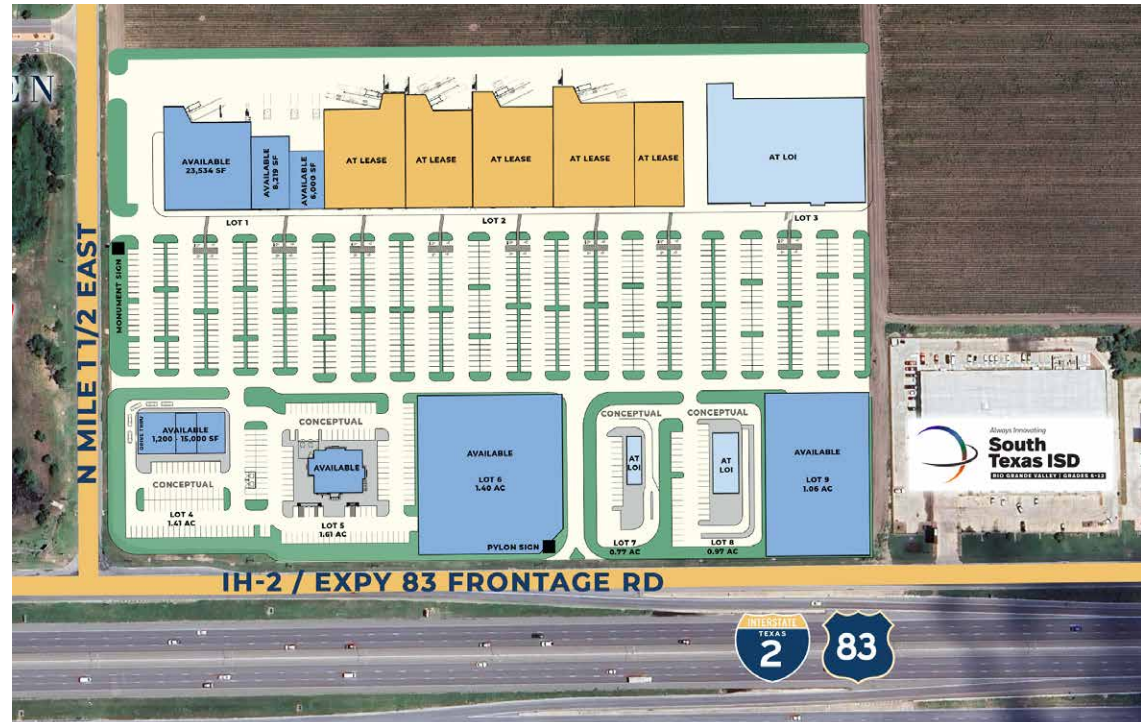 EN
AVAILABLE
23,534 SF
AVAILABLE
8,219 SF
AVAILABLE
6,000 SF
AT LEASE
AT LEASE
AT LEASE
AT LEASE
AT LEASE
AT LOI
LOT 1
LOT 2
LOT 3
MONUMENT SIGN
N MILE 1 1/2 EAST
DRIVE THRU
AVAILABLE
1,200 - 15,000 SF
CONCEPTUAL
LOT 4
1.41 AC
CONCEPTUAL
AVAILABLE
LOT 5
1.61 AC
AVAILABLE
LOT 6
1.40 AC
PYLON SIGN
CONCEPTUAL
AT
LOI
LOT 7
0.77 AC
CONCEPTUAL
AT
LOI
LOT 8
0.97 AC
AVAILABLE
LOT 9
1.06 AC
Always Innovating
South
Texas ISD
RIO GRANDE VALLEY | GRADES 6-12
IH-2 / EXPY 83 FRONTAGE RD
INTERSTATE
TEXAS
2
83